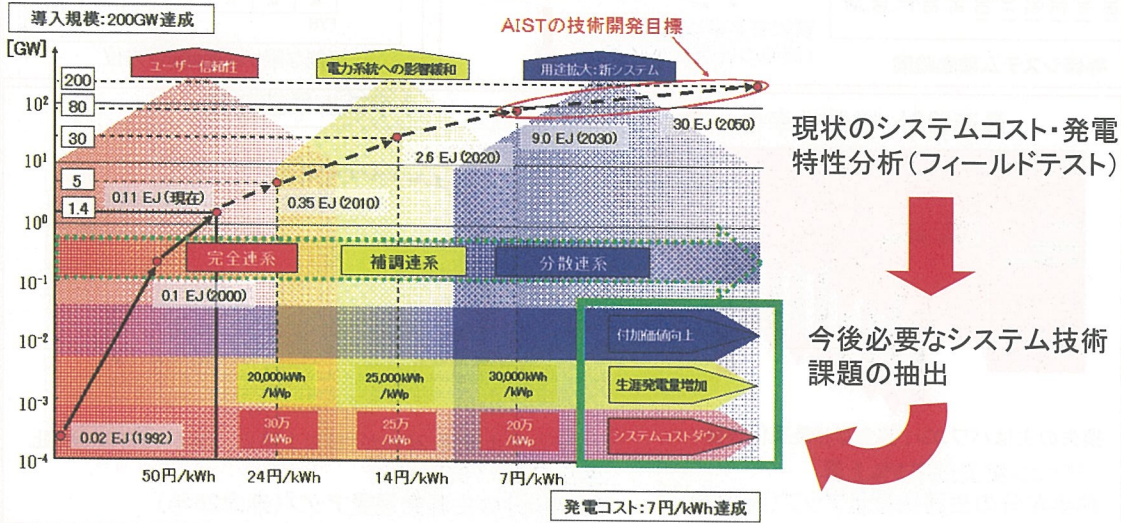 導入規模：200GW達成
AISTの技術開発目標
[GW]
ユーザー信頼性
電力系統への影響緩和
用途拡大：新システム
200
10²
80
30
10¹
5
1.4
10⁰
10⁻¹
10⁻²
10⁻³
10⁻⁴
30 EJ (2050)
9.0 EJ (2030)
2.6 EJ (2020)
0.35 EJ (2010)
0.11 EJ (現在)
0.1 EJ (2000)
0.02 EJ (1992)
完全連系
補調連系
分散連系
付加価値向上
20,000kWh
/kWp
25,000kWh
/kWp
30,000kWh
/kWp
生涯発電量増加
30万
/kWp
25万
/kWp
20万
/kWp
システムコストダウン
50円/kWh
24円/kWh
14円/kWh
7円/kWh
発電コスト：7円/kWh達成
現状のシステムコスト・発電
特性分析（フィールドテスト）
今後必要なシステム技術
課題の抽出